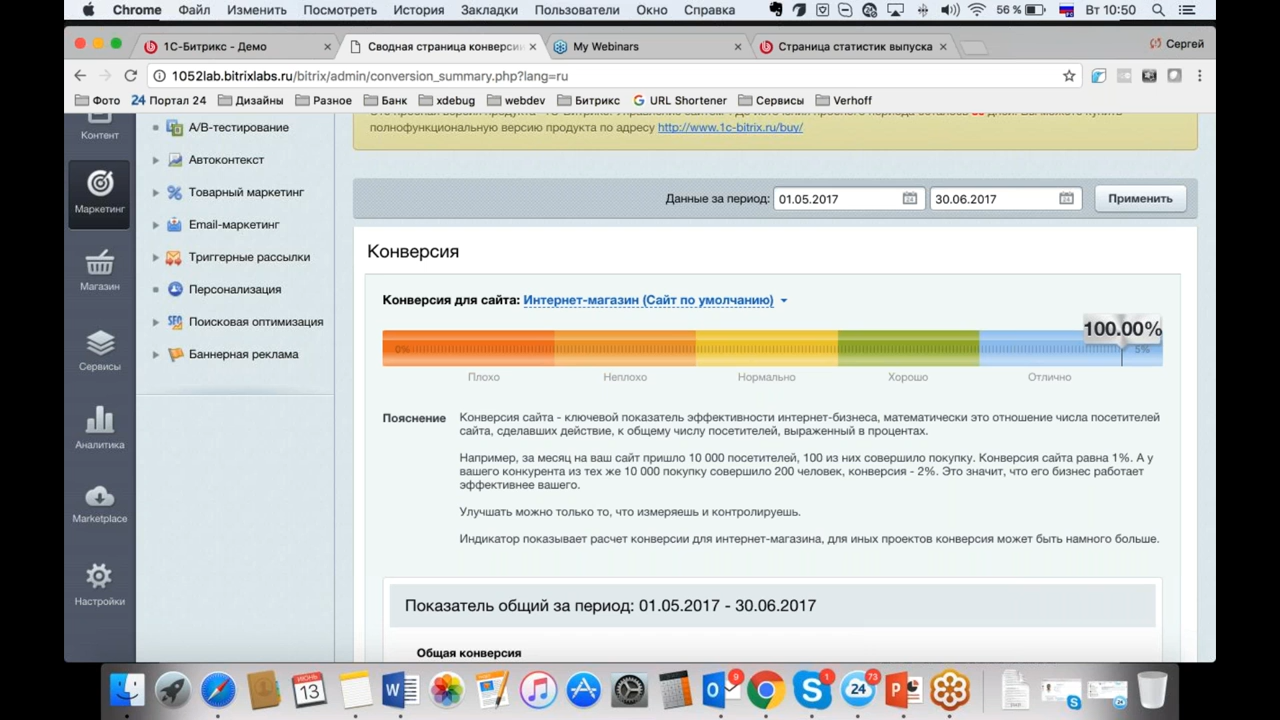 Chrome Файл Изменить Посмотреть История Закладки Пользователи Окно Справка 56 % Вт 10:50
1С-Битрикс - Демо Сводная страница конверсии My Webinars Страница статистик выпуска Сергей
1052lab.bitrixlabs.ru/bitrix/admin/conversion_summary.php?lang=ru
Фото 24 Портал 24 Дизайны Разное Банк xdebug webdev Битрикс URL Shortener Сервисы Verhoff
полнофункциональную версию продукта по адресу http://www.1c-bitrix.ru/buy/
Контент
Маркетинг
Магазин
Сервисы
Аналитика
Marketplace
Настройки
A/B-тестирование
Автоконтекст
Товарный маркетинг
Email-маркетинг
Триггерные рассылки
Персонализация
Поисковая оптимизация
Баннерная реклама
Данные за период: 01.05.2017 30.06.2017 Применить
Конверсия
Конверсия для сайта: Интернет-магазин (Сайт по умолчанию)
100.00%
0% 5%
Плохо Неплохо Нормально Хорошо Отлично
Пояснение Конверсия сайта - ключевой показатель эффективности интернет-бизнеса, математически это отношение числа посетителей
сайта, сделавших действие, к общему числу посетителей, выраженный в процентах.
Например, за месяц на ваш сайт пришло 10 000 посетителей, 100 из них совершило покупку. Конверсия сайта равна 1%. А у
вашего конкурента из тех же 10 000 покупку совершило 200 человек, конверсия - 2%. Это значит, что его бизнес работает
эффективнее вашего.
Улучшать можно только то, что измеряешь и контролируешь.
Индикатор показывает расчет конверсии для интернет-магазина, для иных проектов конверсия может быть намного больше.
Показатель общий за период: 01.05.2017 - 30.06.2017
Общая конверсия
ИЮНЬ
13
9
1
24
73